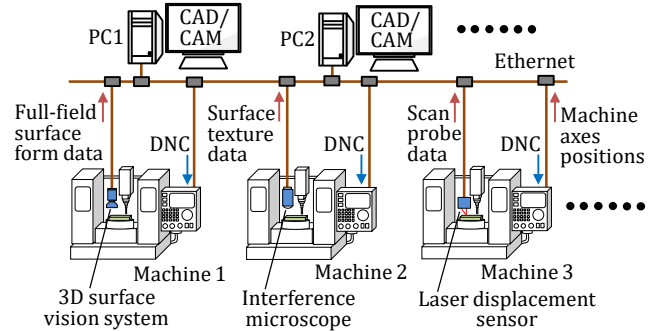 CAD/
CAM
PC1
CAD/
CAM
PC2
Ethernet
Full-field
surface
form data
DNC
Surface
texture
data
DNC
Scan
probe
data
DNC
Machine
axes
positions
Machine 1
Machine 2
Machine 3
3D surface
vision system
Interference
microscope
Laser displacement
sensor